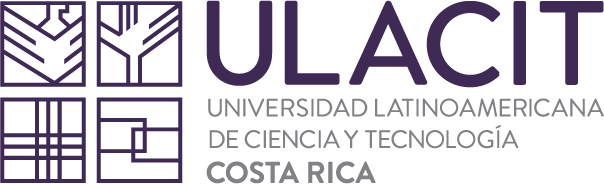 ULACIT
UNIVERSIDAD LATINOAMERICANA
DE CIENCIA Y TECNOLOGÍA
COSTA RICA